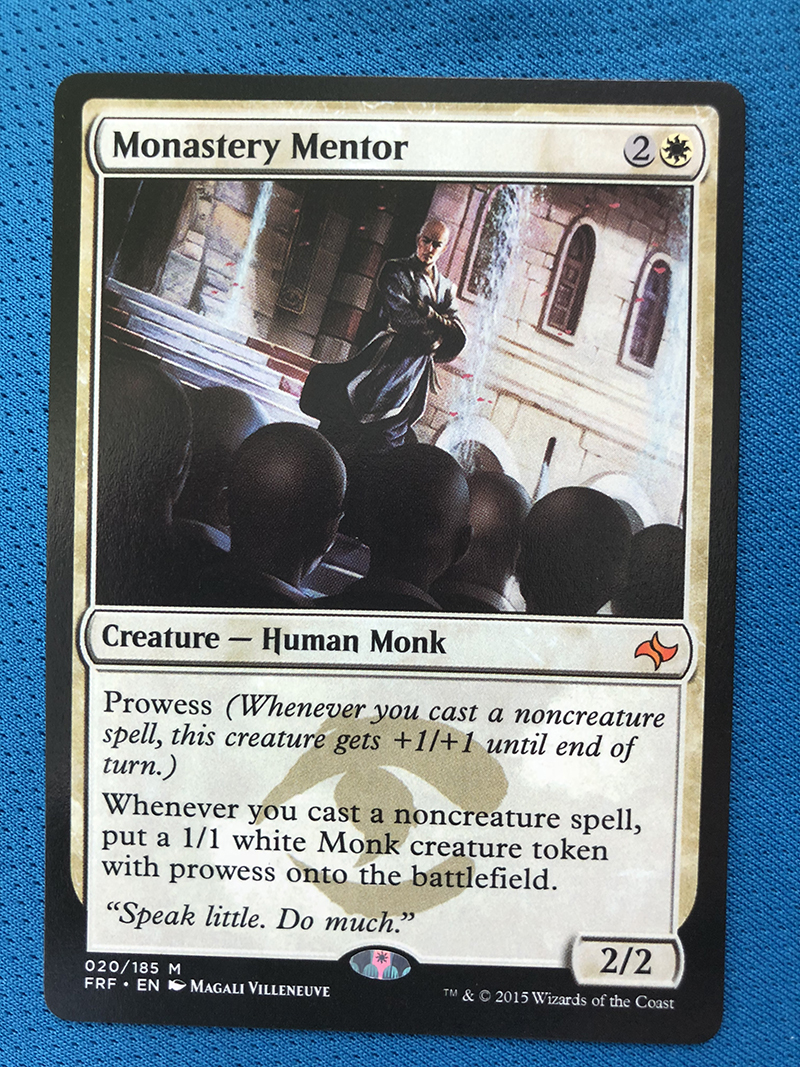 Monastery Mentor 2
Creature — Human Monk
Prowess (Whenever you cast a noncreature
spell, this creature gets +1/+1 until end of
turn.)
Whenever you cast a noncreature spell,
put a 1/1 white Monk creature token
with prowess onto the battlefield.
“Speak little. Do much.”
2/2
020/185 M
FRF • EN MAGALI VILLENEUVE
™ & © 2015 Wizards of the Coast